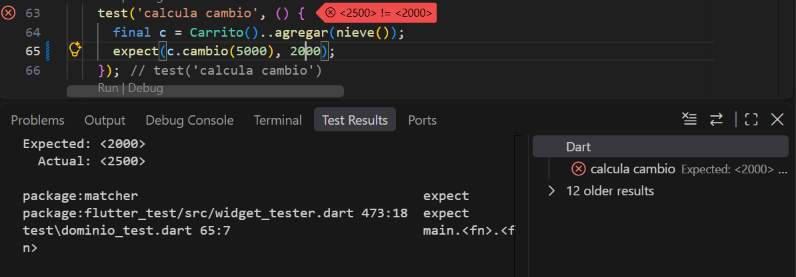 63 test('calcula cambio', () { <2500> != <2000>
64 final c = Carrito()..agregar(nieve());
65 expect(c.cambio(5000), 2000);
66 }); // test('calcula cambio')
Run | Debug
Problems Output Debug Console Terminal Test Results Ports
Expected: <2000>
Actual: <2500>
package:matcher expect
package:flutter_test/src/widget_tester.dart 473:18 expect
test\dominio_test.dart 65:7 main.<fn>.<f
n>
Dart
calcula cambio Expected: <2000> ...
12 older results